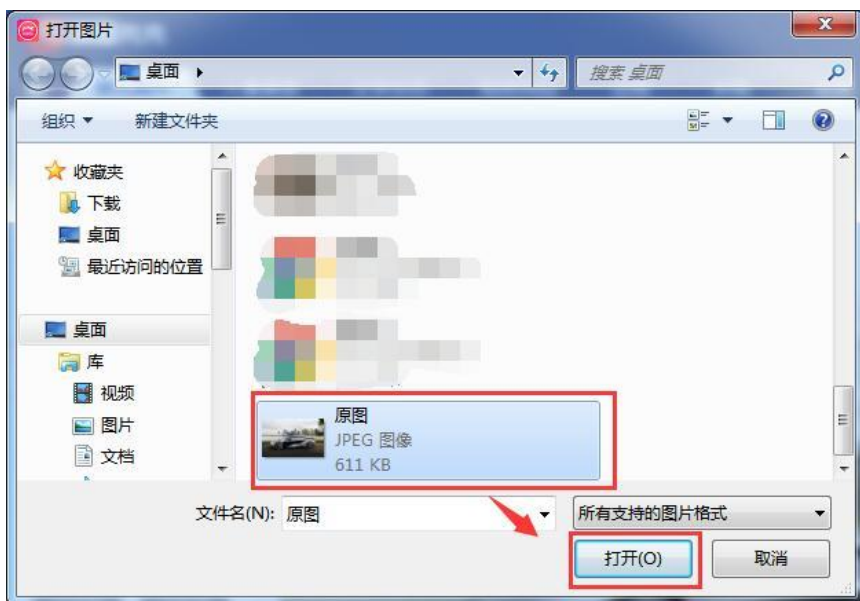 打开图片
桌面
搜索 桌面
组织
新建文件夹
收藏夹
下载
桌面
最近访问的位置
桌面
库
视频
图片
文档
原图
JPEG 图像
611 KB
文件名(N): 原图
所有支持的图片格式
打开(O)
取消